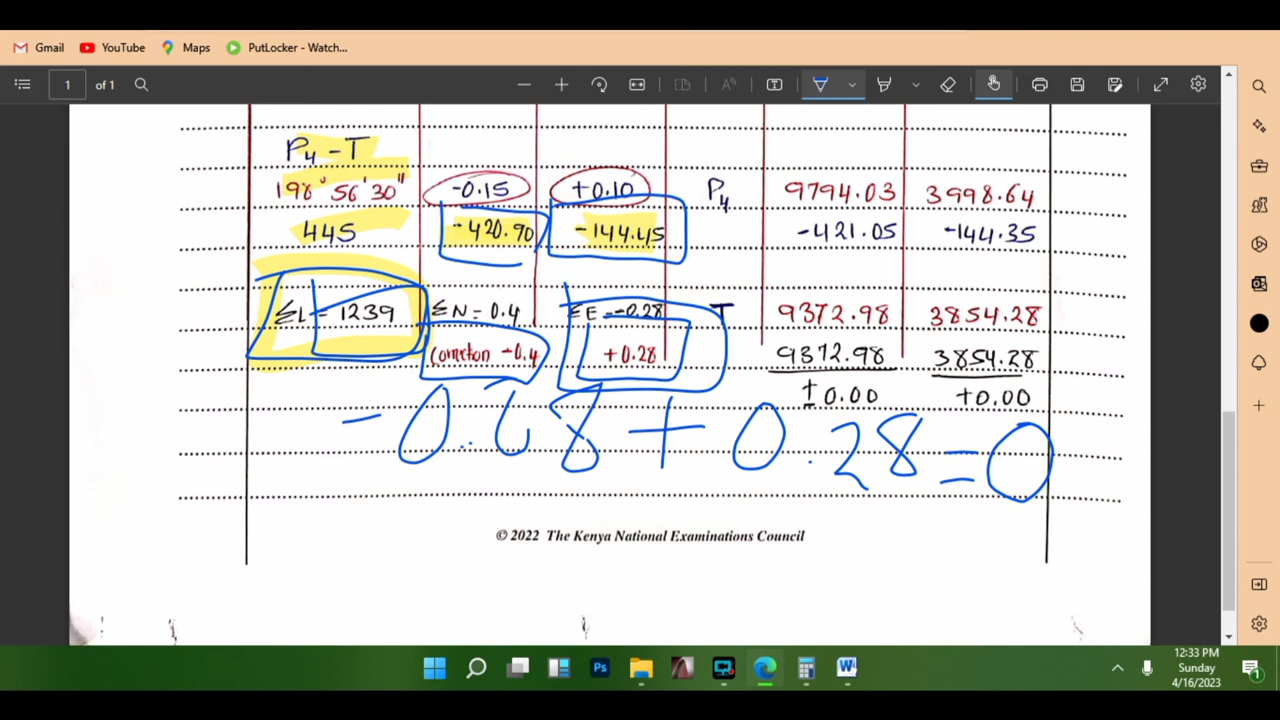 Gmail YouTube Maps PutLocker - Watch...
1 of 1
P4 - T
198° 56' 30" -0.15 +0.10 P4 9794.03 3998.64
445 -420.90 -144.45 -421.05 -144.35
ΣL = 1239 ΣN = 0.4 ΣE = -0.28 T 9372.98 3854.28
Correction -0.4 +0.28 9372.98 3854.28
±0.00 +0.00
+ 0.28 = 0
© 2022 The Kenya National Examinations Council
12:33 PM
Sunday
4/16/2023
1